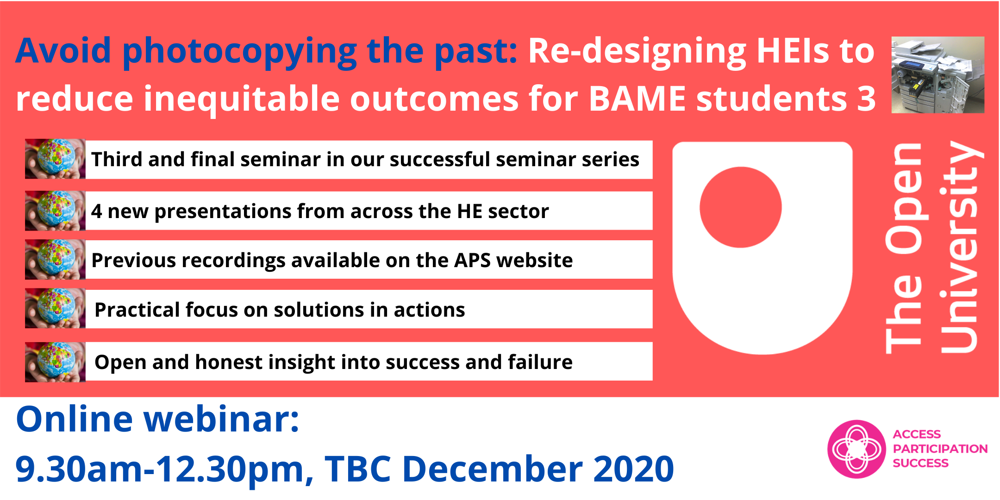 Avoid photocopying the past: Re-designing HEIs to
reduce inequitable outcomes for BAME students 3
Third and final seminar in our successful seminar series
4 new presentations from across the HE sector
Previous recordings available on the APS website
Practical focus on solutions in actions
Open and honest insight into success and failure
The Open
University
Online webinar:
9.30am-12.30pm, TBC December 2020
ACCESS
PARTICIPATION
SUCCESS